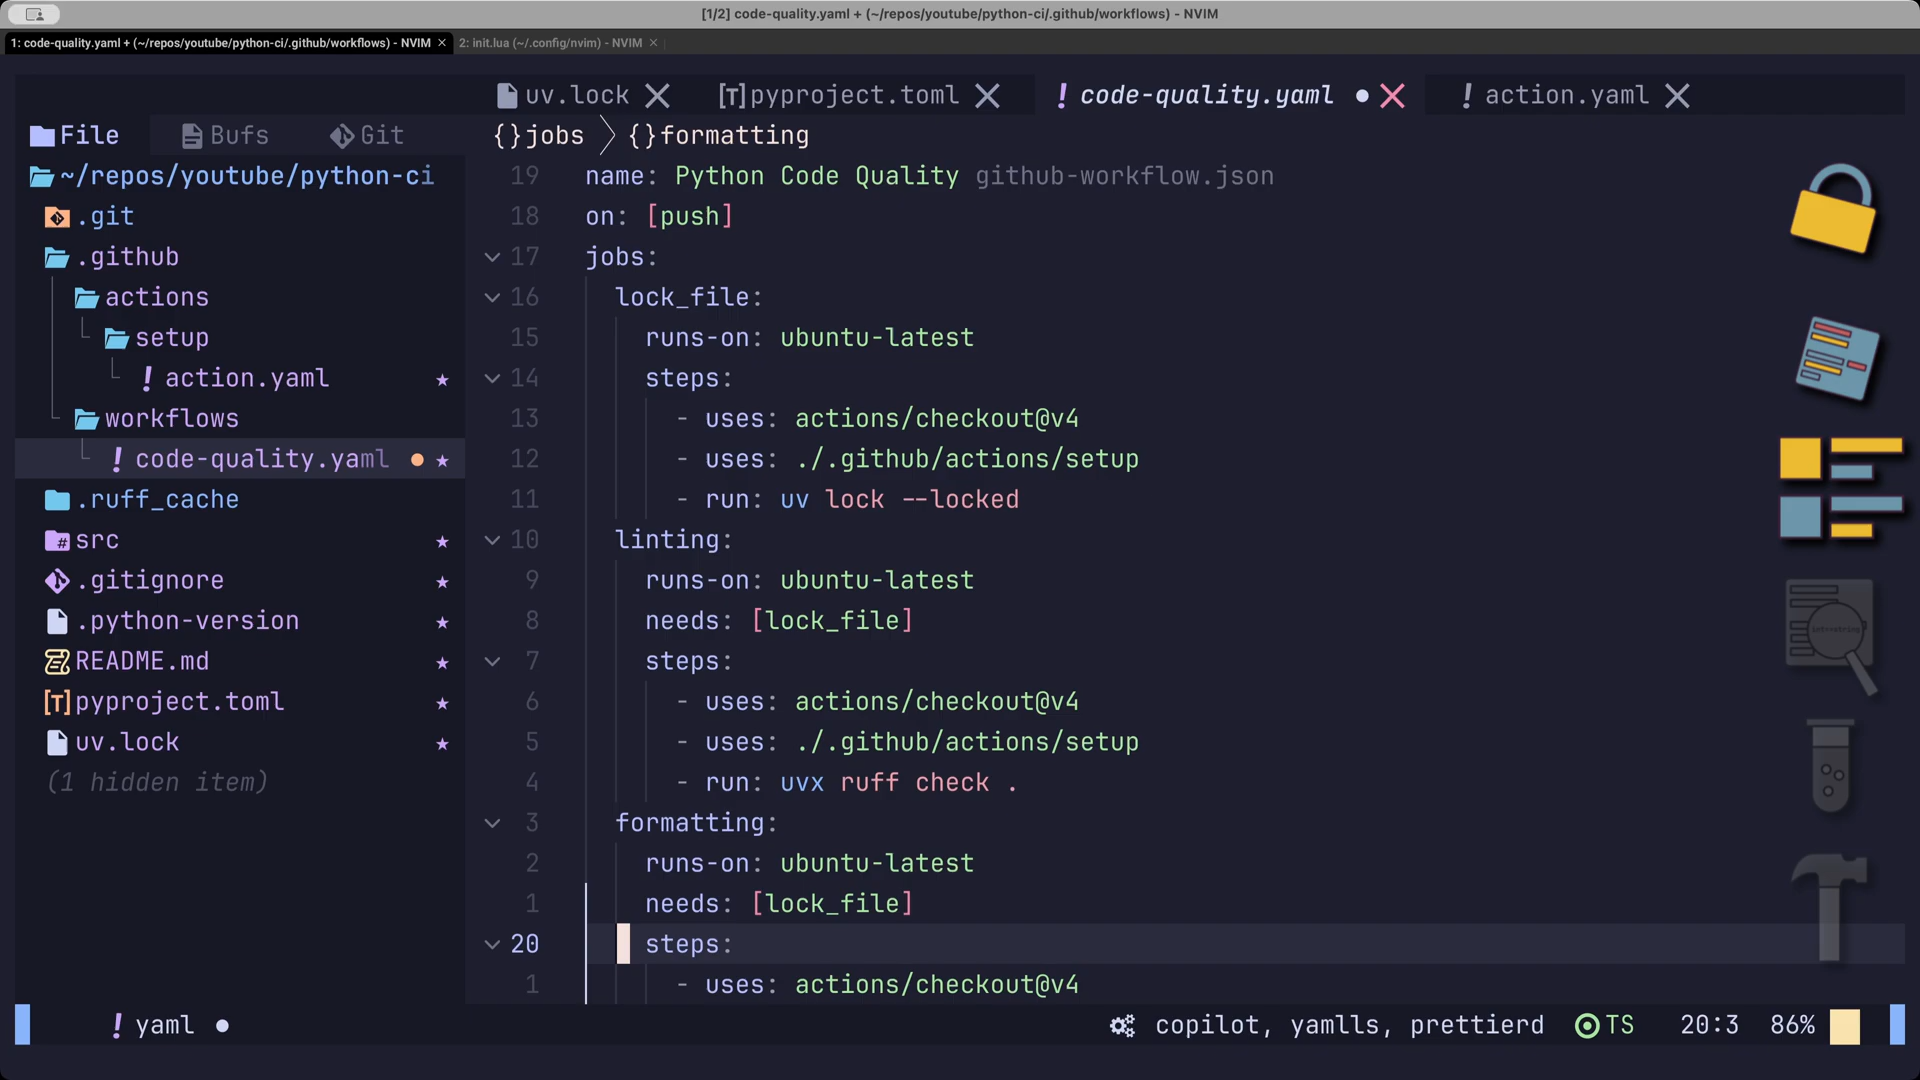 [1/2] code-quality.yaml + (~/repos/youtube/python-ci/.github/workflows) - NVIM
1: code-quality.yaml + (~/repos/youtube/python-ci/.github/workflows) - NVIM
2: init.lua (~/.config/nvim) - NVIM
uv.lock
[T]pyproject.toml
! code-quality.yaml
! action.yaml
File
Bufs
Git
{}jobs
{}formatting
~/repos/youtube/python-ci
.git
.github
actions
setup
! action.yaml
workflows
! code-quality.yaml
.ruff_cache
src
.gitignore
.python-version
README.md
[T]pyproject.toml
uv.lock
(1 hidden item)
19 name: Python Code Quality github-workflow.json
18 on: [push]
17 jobs:
16 lock_file:
15 runs-on: ubuntu-latest
14 steps:
13 - uses: actions/checkout@v4
12 - uses: ./.github/actions/setup
11 - run: uv lock --locked
10 linting:
9 runs-on: ubuntu-latest
8 needs: [lock_file]
7 steps:
6 - uses: actions/checkout@v4
5 - uses: ./.github/actions/setup
4 - run: uvx ruff check .
3 formatting:
2 runs-on: ubuntu-latest
1 needs: [lock_file]
20 steps:
1 - uses: actions/checkout@v4
! yaml
copilot, yamlls, prettierd
TS
20:3
86%